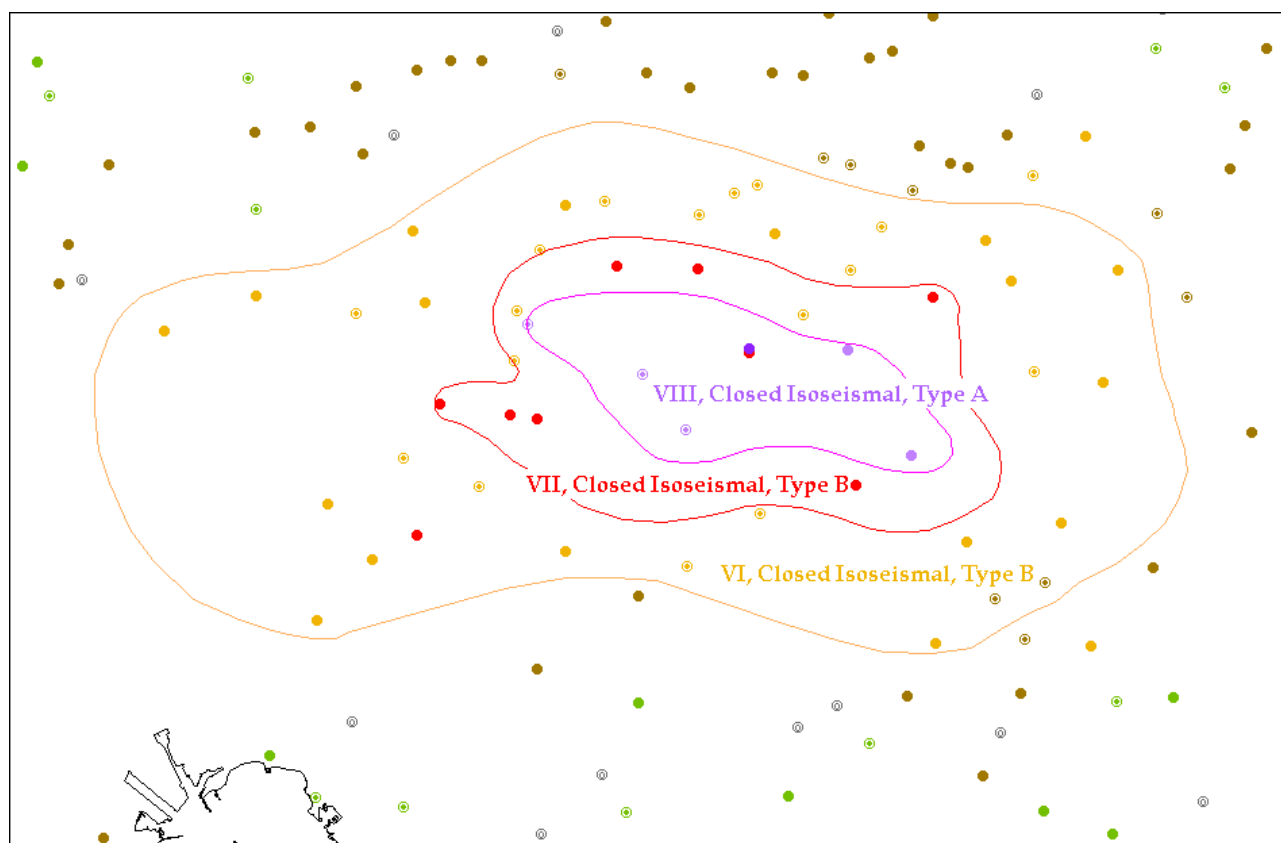 VIII, Closed Isoseismal, Type A
VII, Closed Isoseismal, Type B
VI, Closed Isoseismal, Type B